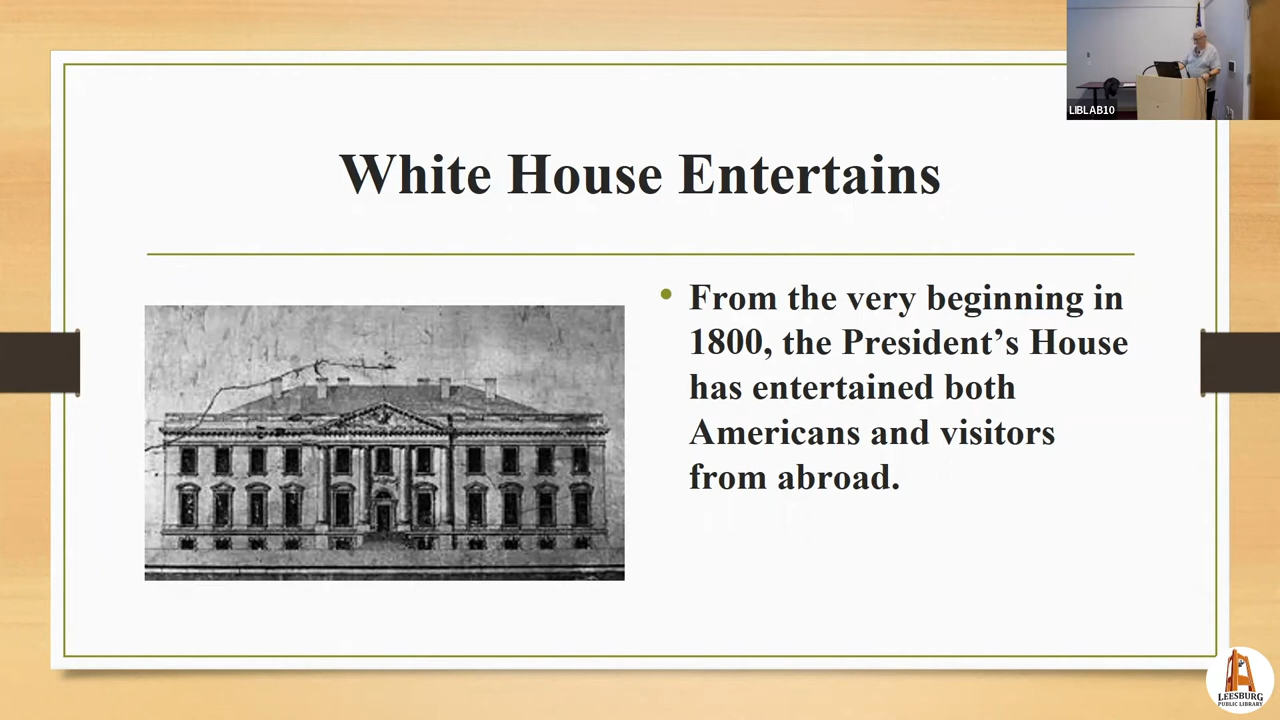 LIBLAB10
White House Entertains
From the very beginning in
1800, the President’s House
has entertained both
Americans and visitors
from abroad.
LEESBURG
PUBLIC LIBRARY